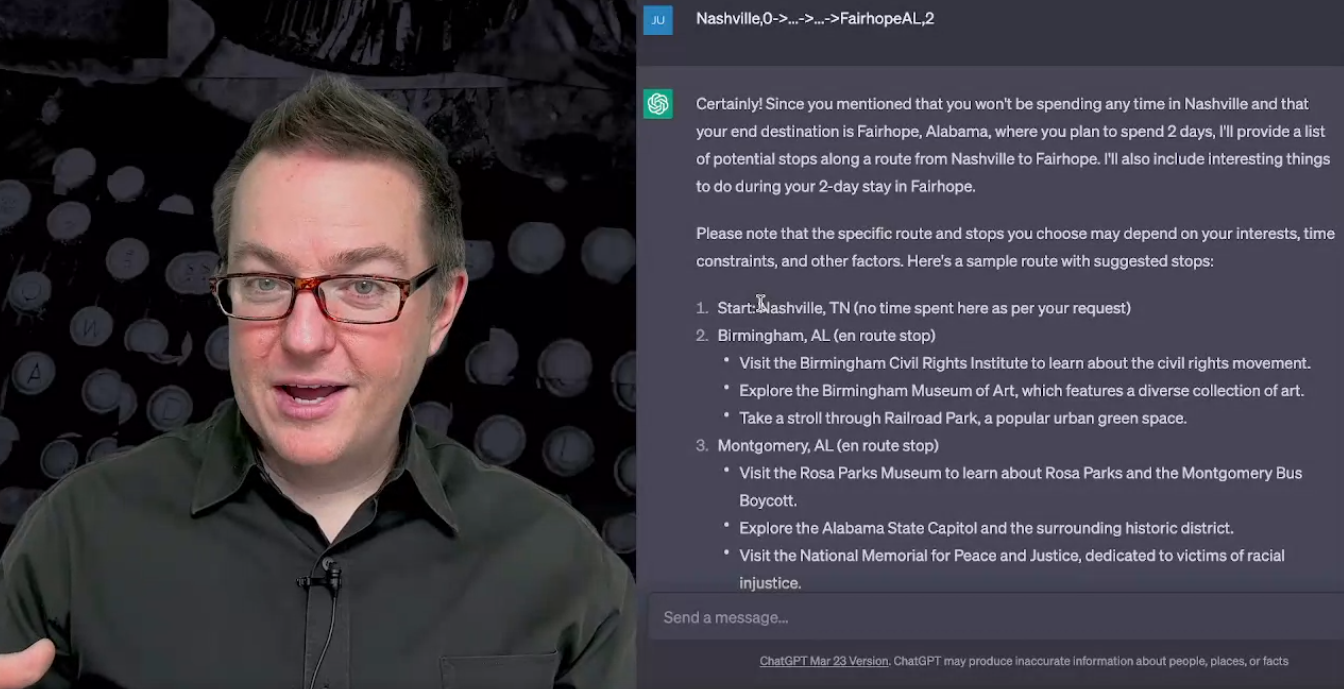 JU
Nashville,0->...->...->FairhopeAL,2
Certainly! Since you mentioned that you won't be spending any time in Nashville and that
your end destination is Fairhope, Alabama, where you plan to spend 2 days, I'll provide a list
of potential stops along a route from Nashville to Fairhope. I'll also include interesting things
to do during your 2-day stay in Fairhope.
Please note that the specific route and stops you choose may depend on your interests, time
constraints, and other factors. Here's a sample route with suggested stops:
1. Start: Nashville, TN (no time spent here as per your request)
2. Birmingham, AL (en route stop)
• Visit the Birmingham Civil Rights Institute to learn about the civil rights movement.
• Explore the Birmingham Museum of Art, which features a diverse collection of art.
• Take a stroll through Railroad Park, a popular urban green space.
3. Montgomery, AL (en route stop)
• Visit the Rosa Parks Museum to learn about Rosa Parks and the Montgomery Bus
Boycott.
• Explore the Alabama State Capitol and the surrounding historic district.
• Visit the National Memorial for Peace and Justice, dedicated to victims of racial
injustice.
Send a message...
ChatGPT Mar 23 Version. ChatGPT may produce inaccurate information about people, places, or facts
A
D